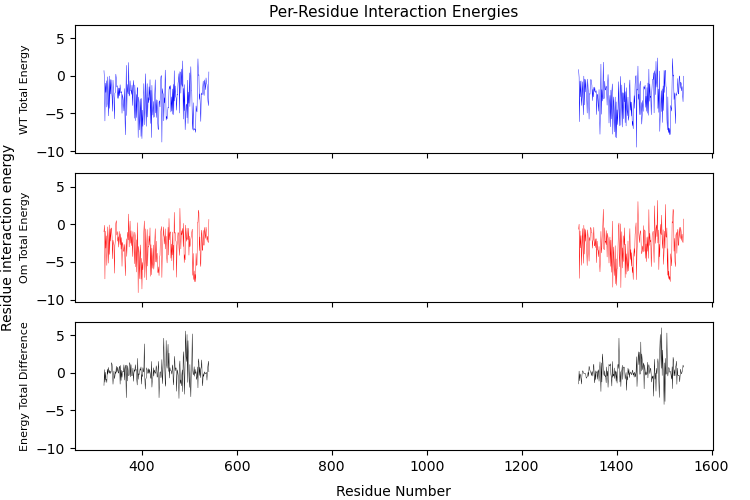 Per-Residue Interaction Energies
Residue interaction energy
WT Total Energy
5
0
−5
−10
Om Total Energy
5
0
−5
−10
Energy Total Difference
5
0
−5
−10
400 600 800 1000 1200 1400 1600
Residue Number